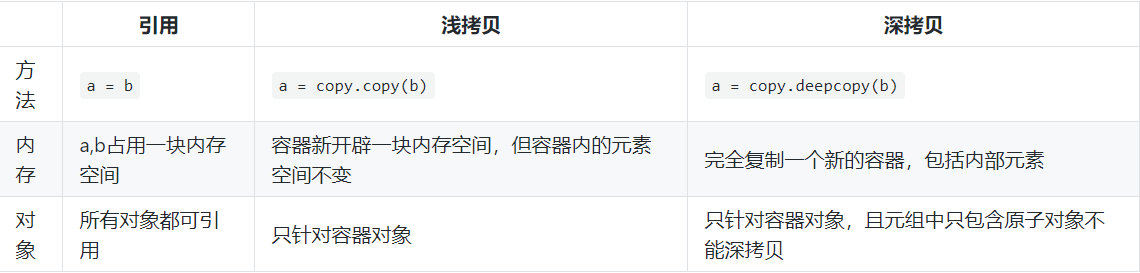 引用 浅拷贝 深拷贝
方法 a = b a = copy.copy(b) a = copy.deepcopy(b)
内存 a,b占用一块内存空间 容器新开辟一块内存空间，但容器内的元素空间不变 完全复制一个新的容器，包括内部元素
对象 所有对象都可引用 只针对容器对象 只针对容器对象，且元组中只包含原子对象不能深拷贝